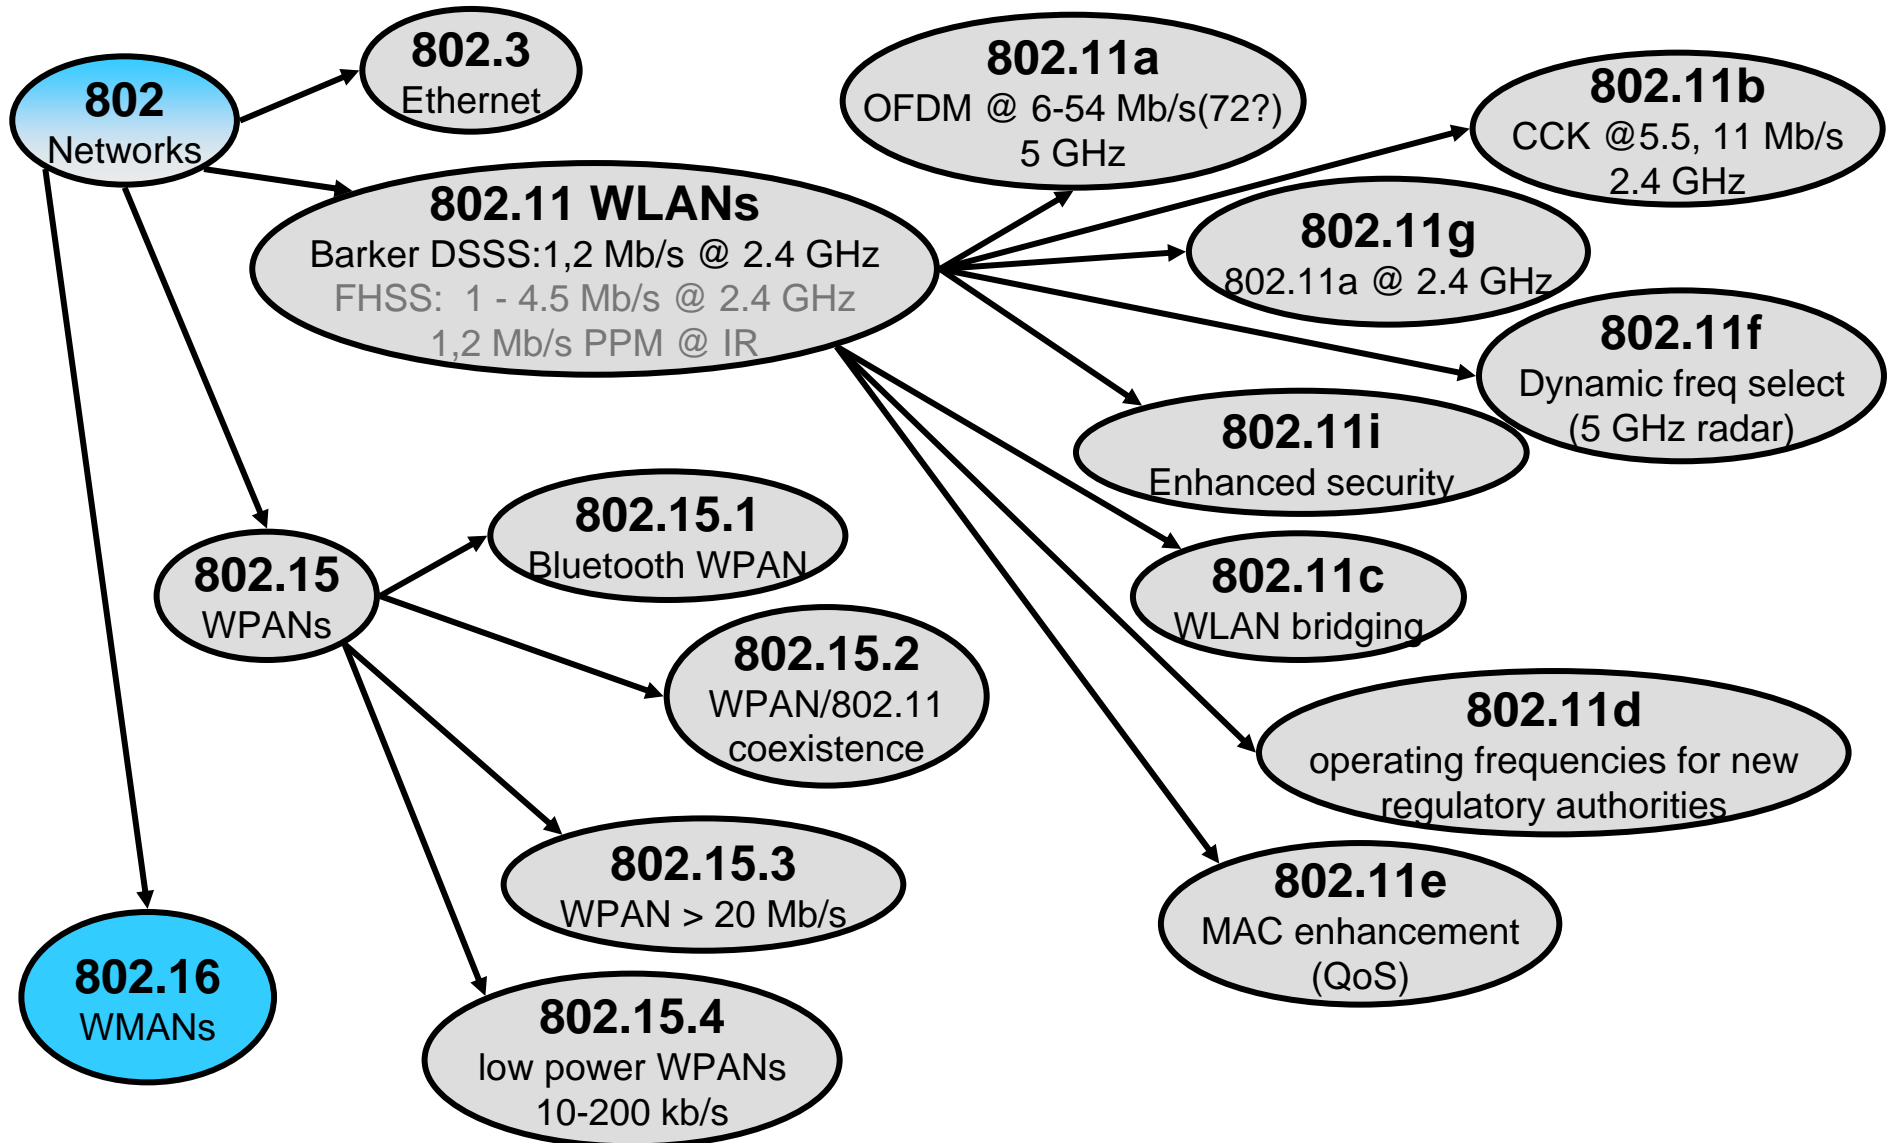 802
Networks
802.3
Ethernet
802.11 WLANs
Barker DSSS:1,2 Mb/s @ 2.4 GHz
FHSS:  1 - 4.5 Mb/s @ 2.4 GHz
1,2 Mb/s PPM @ IR
802.11a
OFDM @ 6-54 Mb/s(72?)
5 GHz
802.11b
CCK @5.5, 11 Mb/s
2.4 GHz
802.11g
802.11a @ 2.4 GHz
802.11f
Dynamic freq select
(5 GHz radar)
802.11i
Enhanced security
802.11c
WLAN bridging
802.11d
operating frequencies for new
regulatory authorities
802.11e
MAC enhancement
(QoS)
802.15
WPANs
802.15.1
Bluetooth WPAN
802.15.2
WPAN/802.11
coexistence
802.15.3
WPAN > 20 Mb/s
802.15.4
low power WPANs
10-200 kb/s
802.16
WMANs